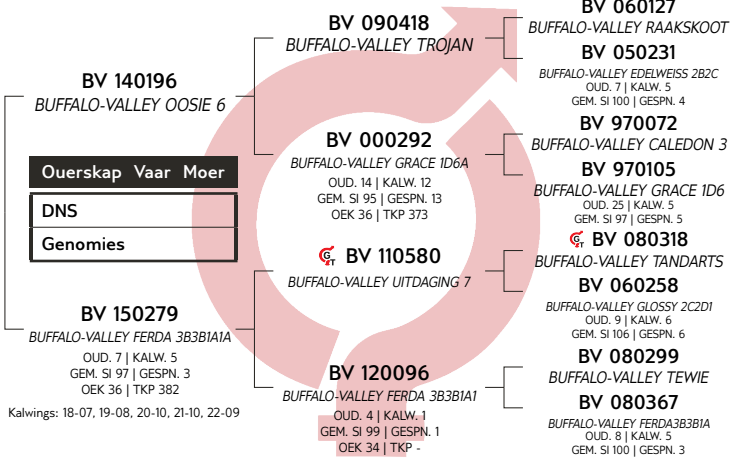 BV 140196
BUFFALO-VALLEY OOSIE 6
Ouerskap Vaar Moer
DNS
Genomies
BV 150279
BUFFALO-VALLEY FERDA 3B3B1A1A
OUD. 7 | KALW. 5
GEM. SI 97 | GESPN. 3
OEK 36 | TKP 382
Kalwings: 18-07, 19-08, 20-10, 21-10, 22-09
BV 090418
BUFFALO-VALLEY TROJAN
BV 000292
BUFFALO-VALLEY GRACE 1D6A
OUD. 14 | KALW. 12
GEM. SI 95 | GESPN. 13
OEK 36 | TKP 373
GT BV 110580
BUFFALO-VALLEY UITDAGING 7
BV 120096
BUFFALO-VALLEY FERDA 3B3B1A1
OUD. 4 | KALW. 1
GEM. SI 99 | GESPN. 1
OEK 34 | TKP -
BV 060127
BUFFALO-VALLEY RAAKSKOOT
BV 050231
BUFFALO-VALLEY EDELWEISS 2B2C
OUD. 7 | KALW. 5
GEM. SI 100 | GESPN. 4
BV 970072
BUFFALO-VALLEY CALEDON 3
BV 970105
BUFFALO-VALLEY GRACE 1D6
OUD. 25 | KALW. 5
GEM. SI 97 | GESPN. 5
GT BV 080318
BUFFALO-VALLEY TANDARTS
BV 060258
BUFFALO-VALLEY GLOSSY 2C2D1
OUD. 9 | KALW. 6
GEM. SI 106 | GESPN. 6
BV 080299
BUFFALO-VALLEY TEWIE
BV 080367
BUFFALO-VALLEY FERDA3B3B1A
OUD. 8 | KALW. 5
GEM. SI 100 | GESPN. 3